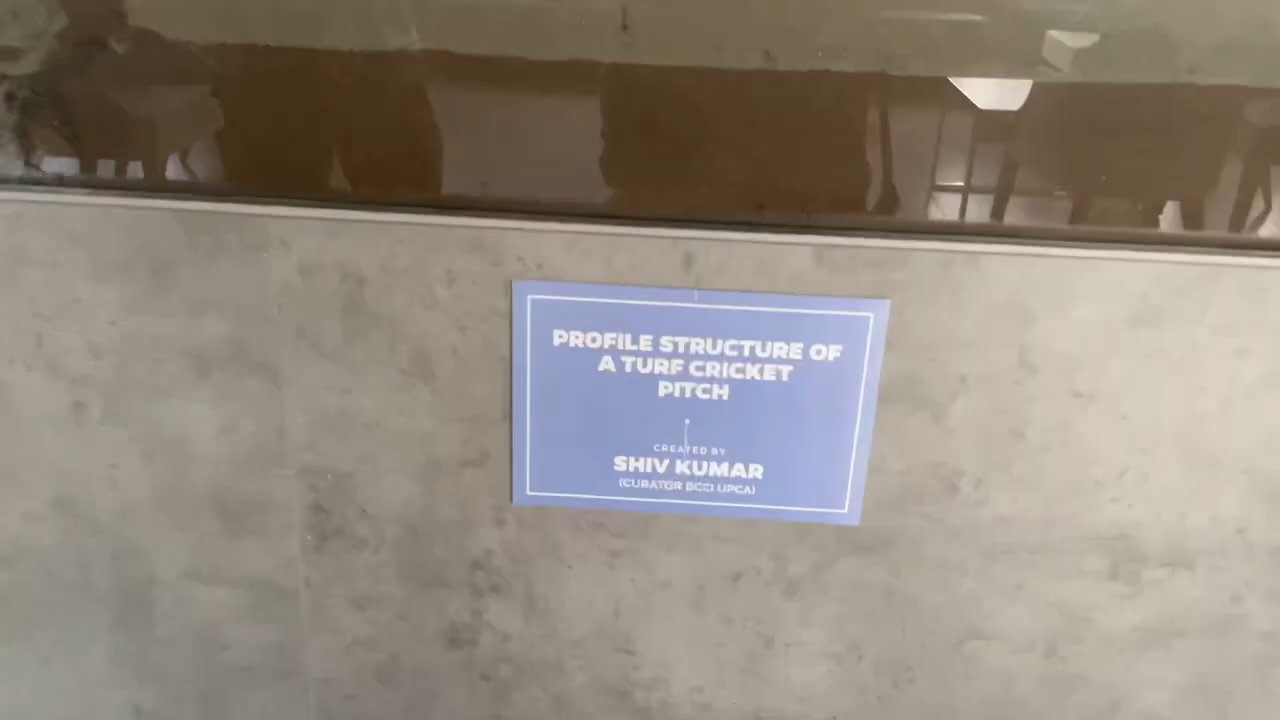 PROFILE STRUCTURE OF
A TURF CRICKET
PITCH
CREATED BY
SHIV KUMAR
(CURATOR BCCI UPCA)